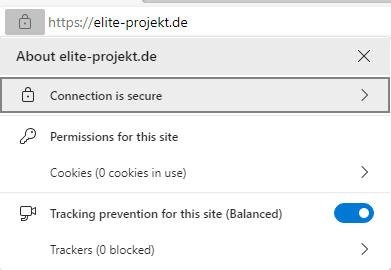 https://elite-projekt.de
About elite-projekt.de
Connection is secure
Permissions for this site
Cookies (0 cookies in use)
Tracking prevention for this site (Balanced)
Trackers (0 blocked)